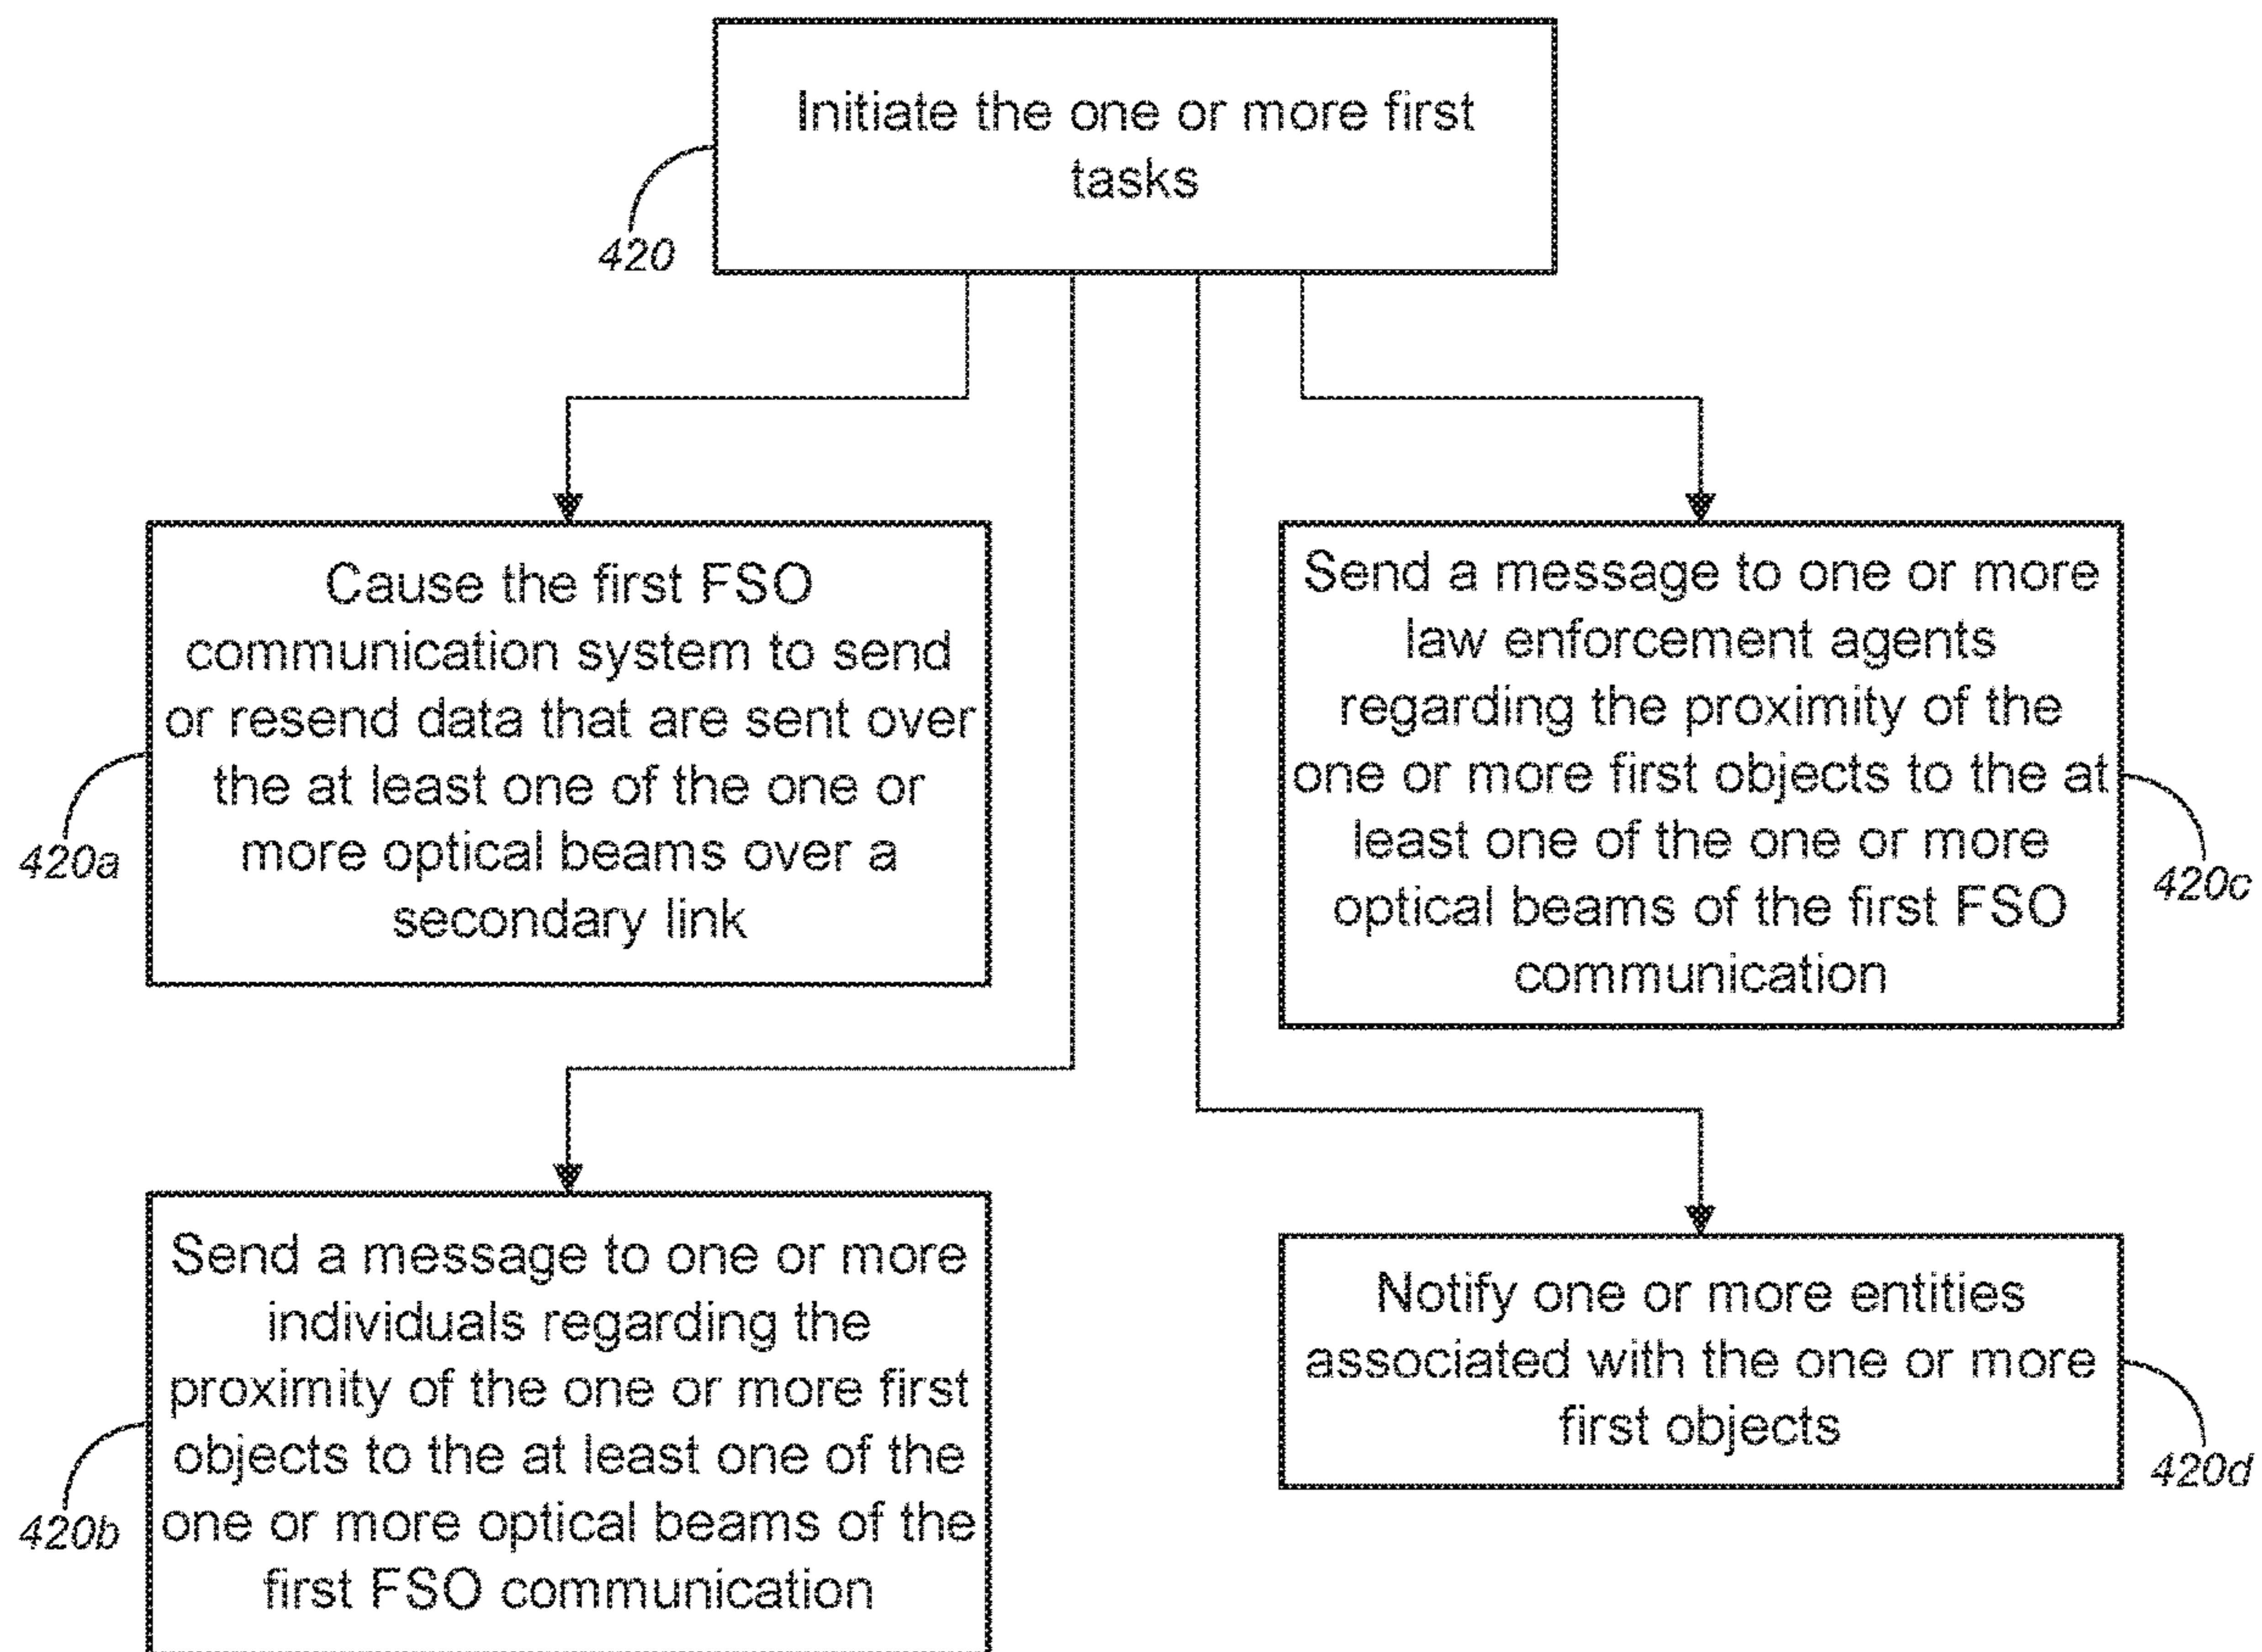 Initiate the one or more first
tasks
420
Cause the first FSO
communication system to send
or resend data that are sent over
the at least one of the one or
more optical beams over a
secondary link
420a
Send a message to one or more
law enforcement agents
regarding the proximity of the
one or more first objects to the at
least one of the one or more
optical beams of the first FSO
communication
420c
Send a message to one or more
individuals regarding the
proximity of the one or more first
objects to the at least one of the
one or more optical beams of the
first FSO communication
420b
Notify one or more entities
associated with the one or more
first objects
420d